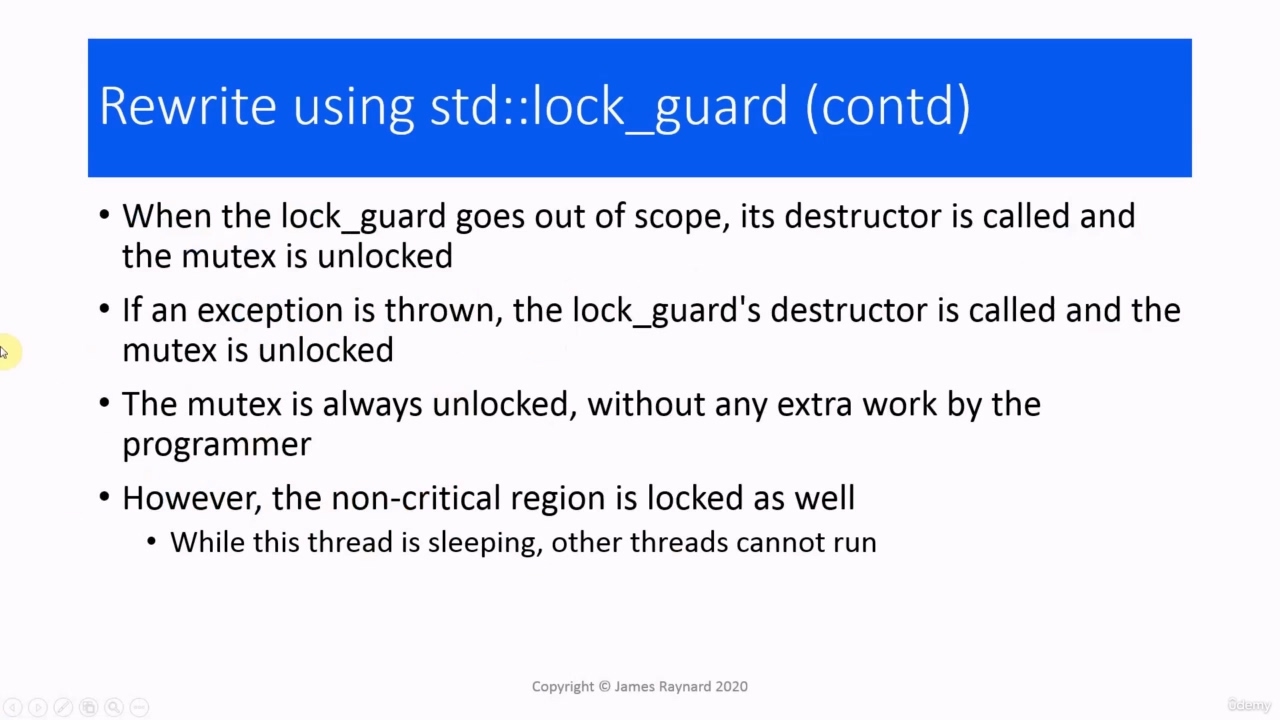 Rewrite using std::lock_guard (contd)
• When the lock_guard goes out of scope, its destructor is called and
the mutex is unlocked
• If an exception is thrown, the lock_guard's destructor is called and the
mutex is unlocked
• The mutex is always unlocked, without any extra work by the
programmer
• However, the non-critical region is locked as well
• While this thread is sleeping, other threads cannot run
Copyright © James Raynard 2020
ûdemy